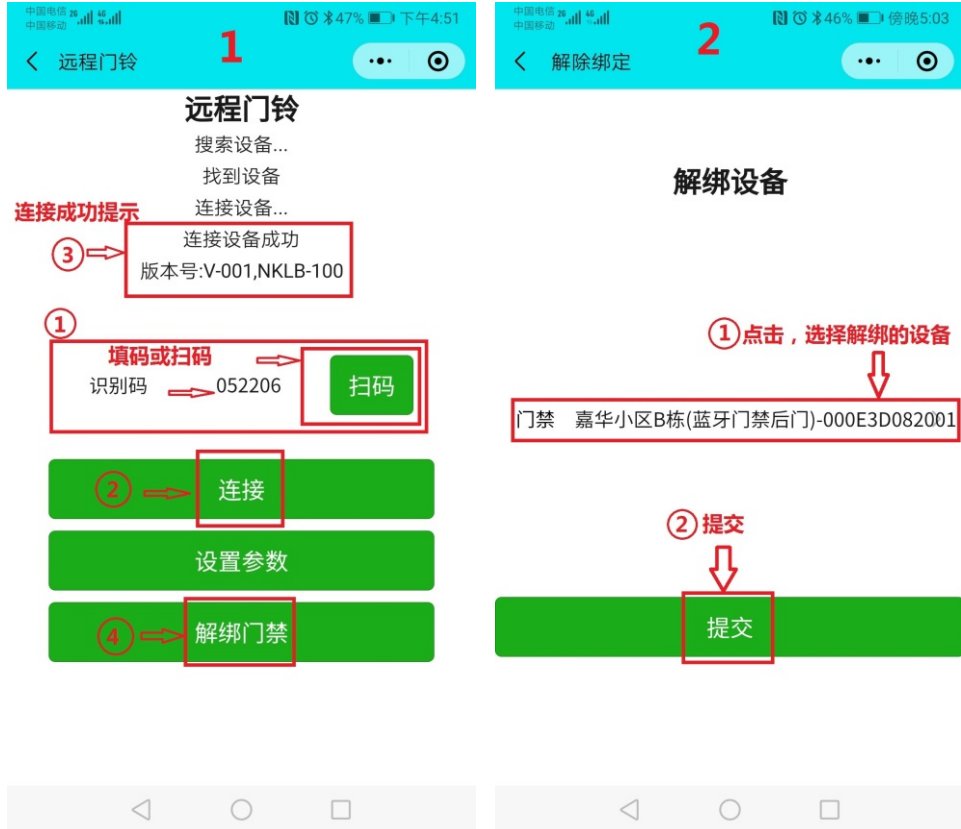 中国电信 2G 4G
中国移动
47% 下午4:51
1
远程门铃
远程门铃
搜索设备...
找到设备
连接设备...
连接成功提示
连接设备成功
③
版本号:V-001,NKLB-100
①
填码或扫码
识别码
052206
扫码
②
连接
设置参数
④
解绑门禁
中国电信 2G 4G
中国移动
46% 傍晚5:03
2
解除绑定
解绑设备
①点击，选择解绑的设备
门禁 嘉华小区B栋(蓝牙门禁后门)-000E3D082001
②提交
提交